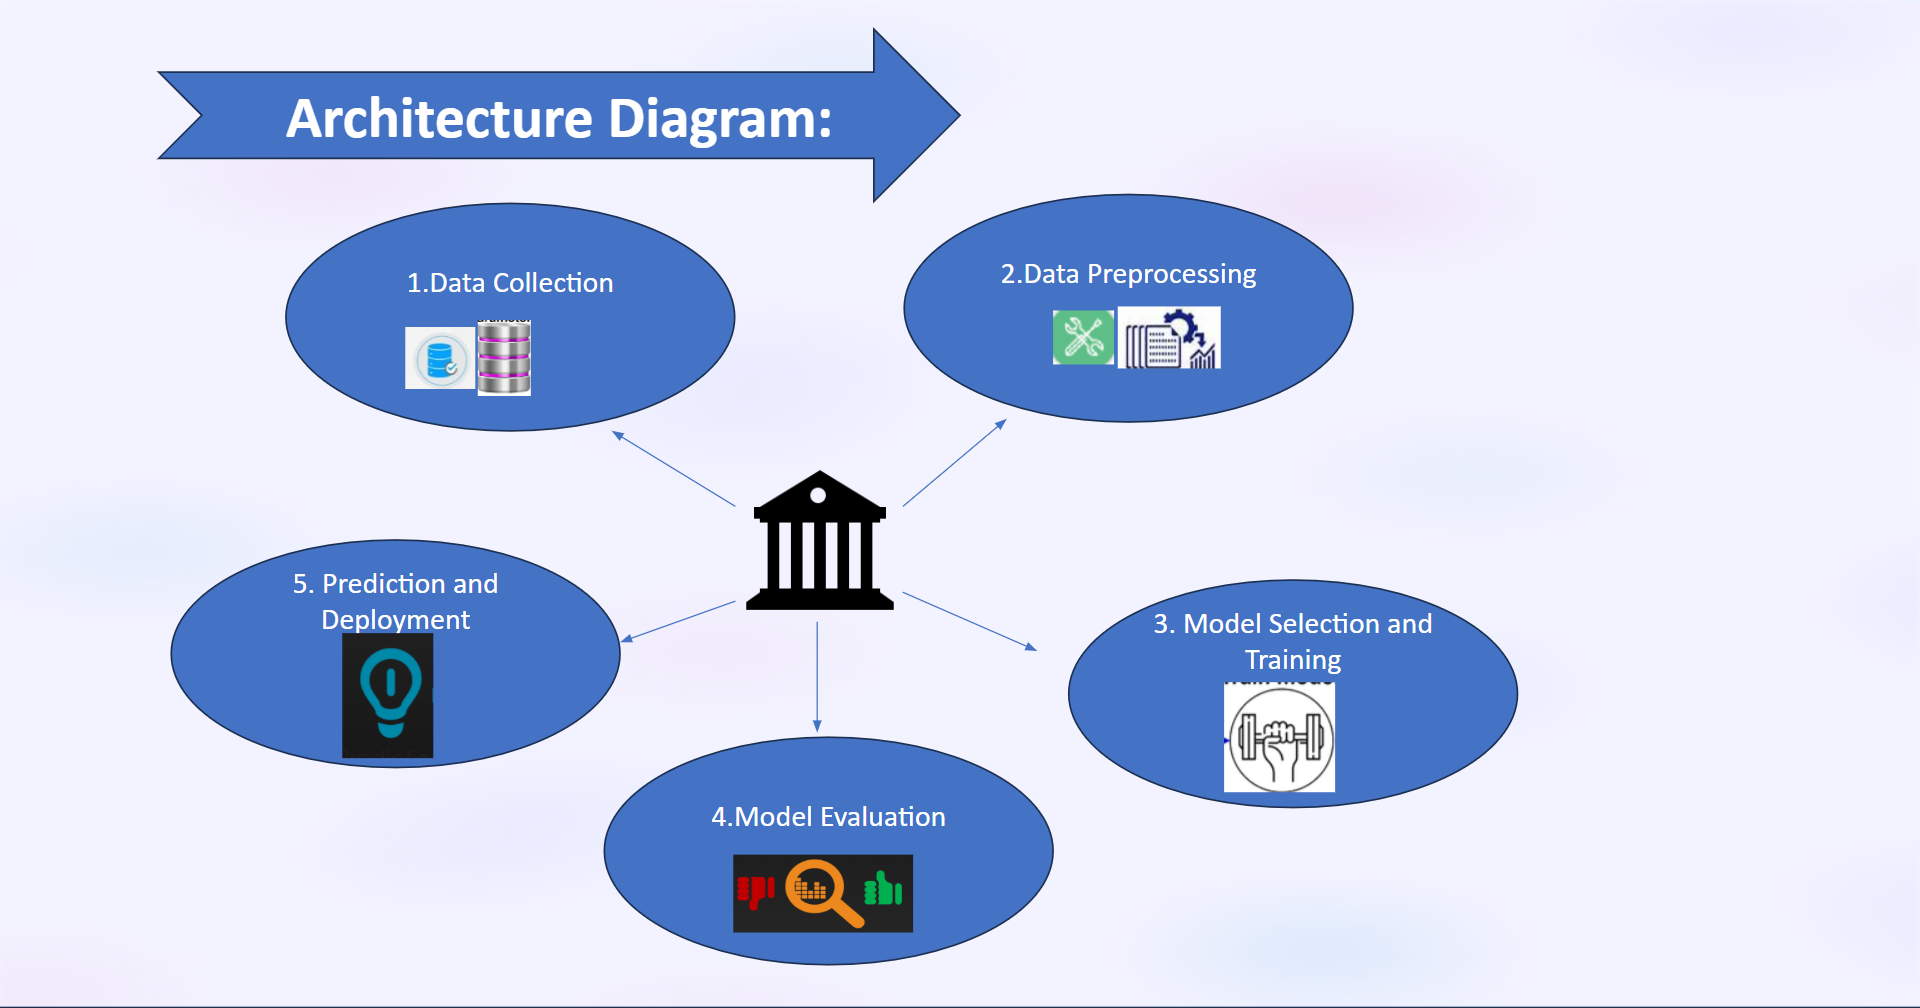 Architecture Diagram:
1.Data Collection
2.Data Preprocessing
5. Prediction and
Deployment
3. Model Selection and
Training
4.Model Evaluation